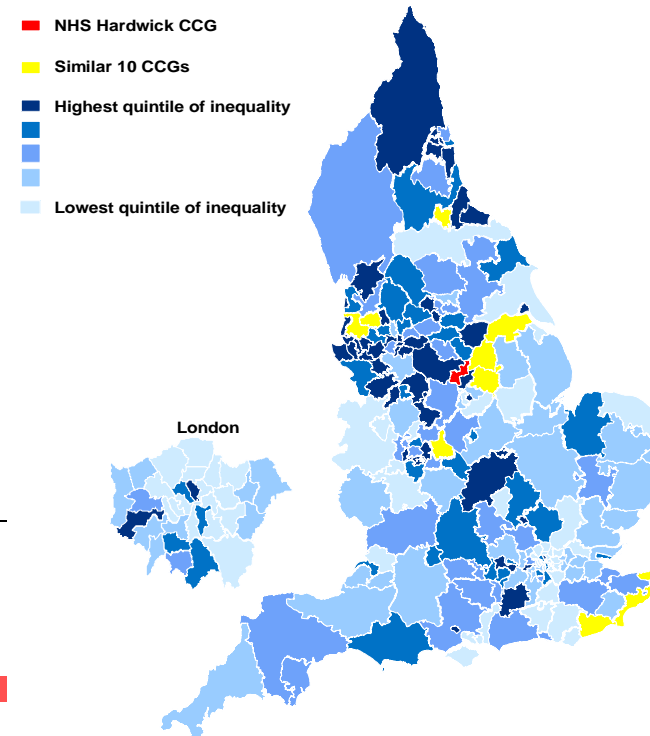 NHS Hardwick CCG
Similar 10 CCGs
Highest quintile of inequality
Lowest quintile of inequality
London